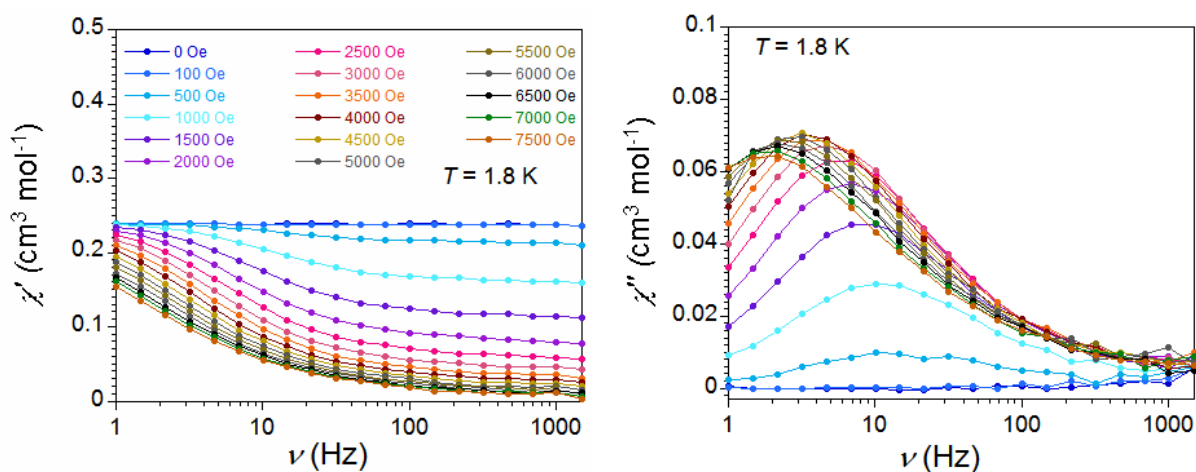 0.5
0.4
0.3
0.2
0.1
0
χ' (cm³ mol⁻¹)
0 Oe
100 Oe
500 Oe
1000 Oe
1500 Oe
2000 Oe
2500 Oe
3000 Oe
3500 Oe
4000 Oe
4500 Oe
5000 Oe
5500 Oe
6000 Oe
6500 Oe
7000 Oe
7500 Oe
T = 1.8 K
1 10 100 1000
ν (Hz)
0.1
0.08
0.06
0.04
0.02
0
χ'' (cm³ mol⁻¹)
T = 1.8 K
1 10 100 1000
ν (Hz)